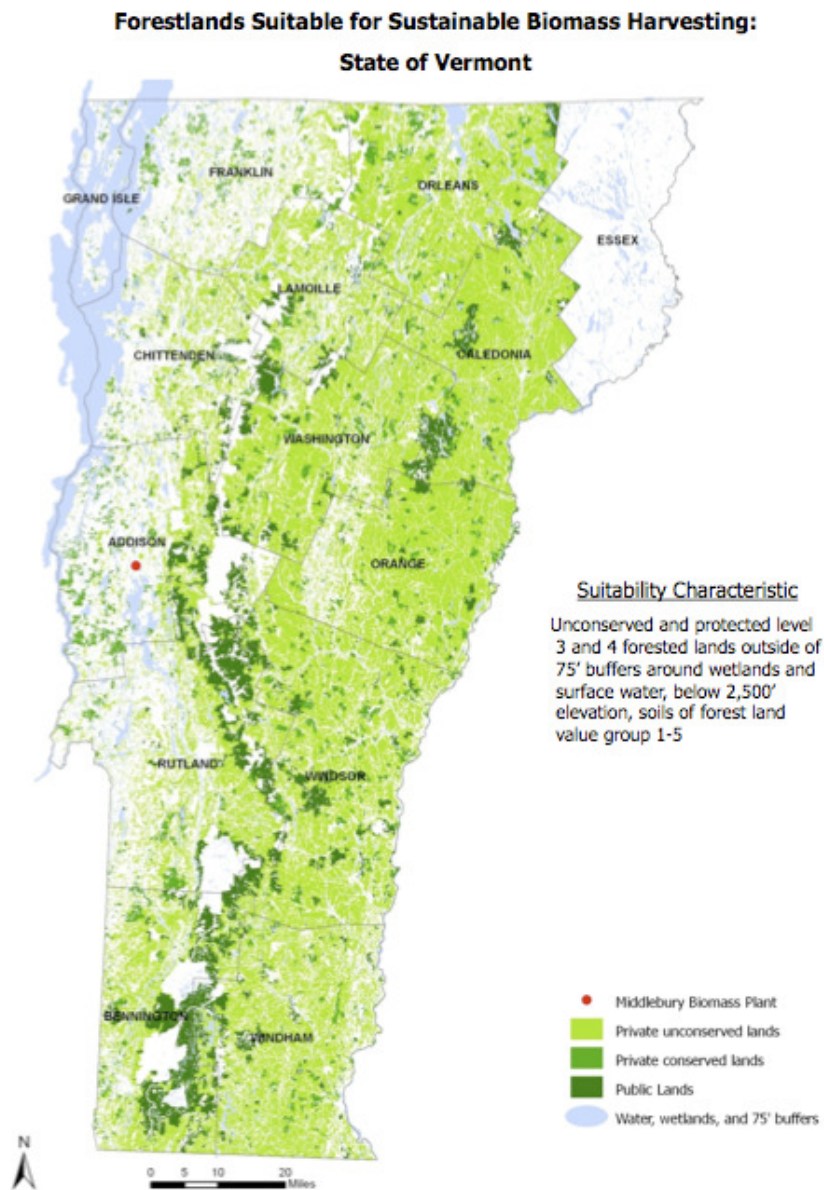 Forestlands Suitable for Sustainable Biomass Harvesting:
State of Vermont
FRANKLIN
ORLEANS
GRAND ISLE
ESSEX
LAMOILLE
CHITTENDEN
CALEDONIA
WASHINGTON
ADDISON
ORANGE
Suitability Characteristic
Unconserved and protected level
3 and 4 forested lands outside of
75' buffers around wetlands and
surface water, below 2,500'
elevation, soils of forest land
value group 1-5
RUTLAND
WINDSOR
BENNINGTON
WINDHAM
Middlebury Biomass Plant
Private unconserved lands
Private conserved lands
Public Lands
Water, wetlands, and 75' buffers
N
0 5 10 20
Miles